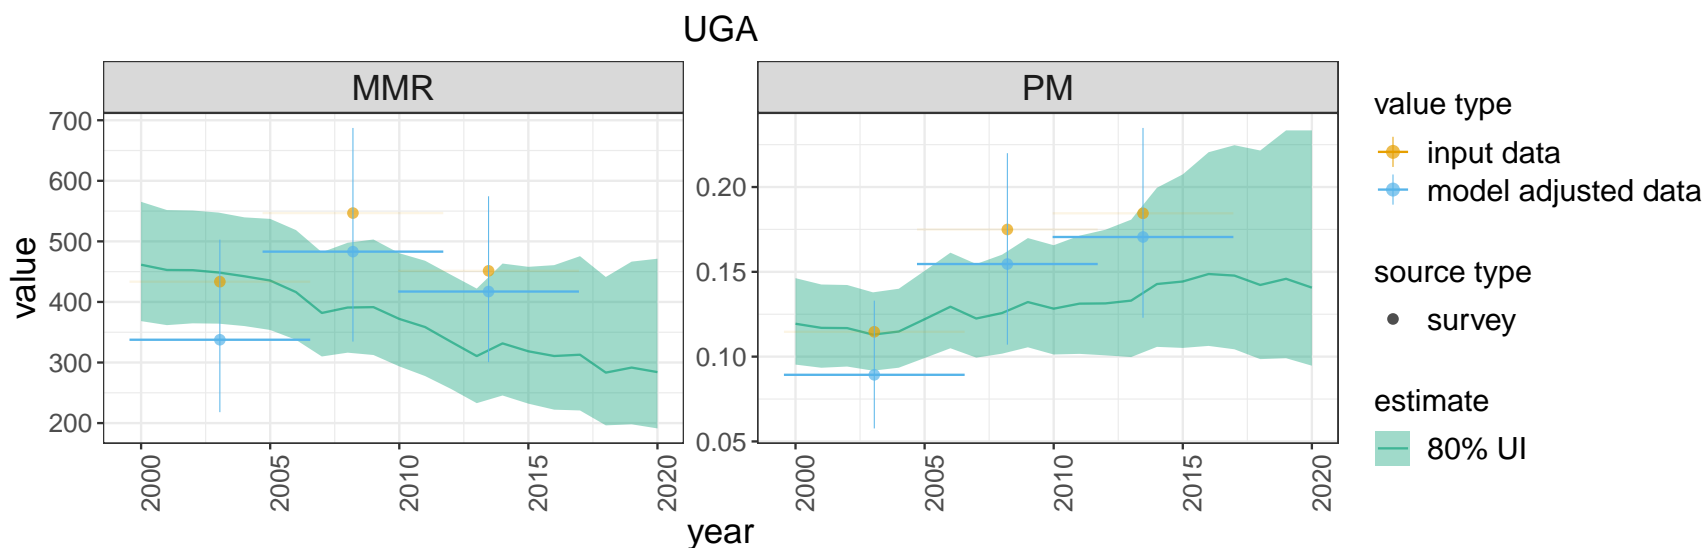 UGA
MMR
PM
value
700
600
500
400
300
200
0.20
0.15
0.10
0.05
2000
2005
2010
2015
2020
2000
2005
2010
2015
2020
year
value type
input data
model adjusted data
source type
survey
estimate
80% UI